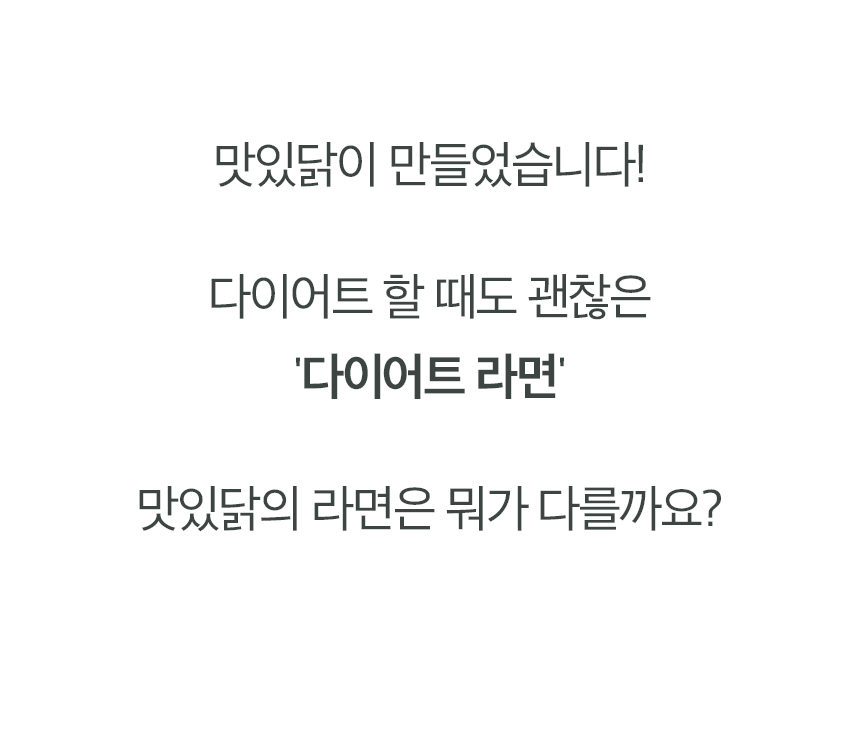 맛있닭이 만들었습니다!
다이어트 할 때도 괜찮은
'다이어트 라면'
맛있닭의 라면은 뭐가 다를까요?